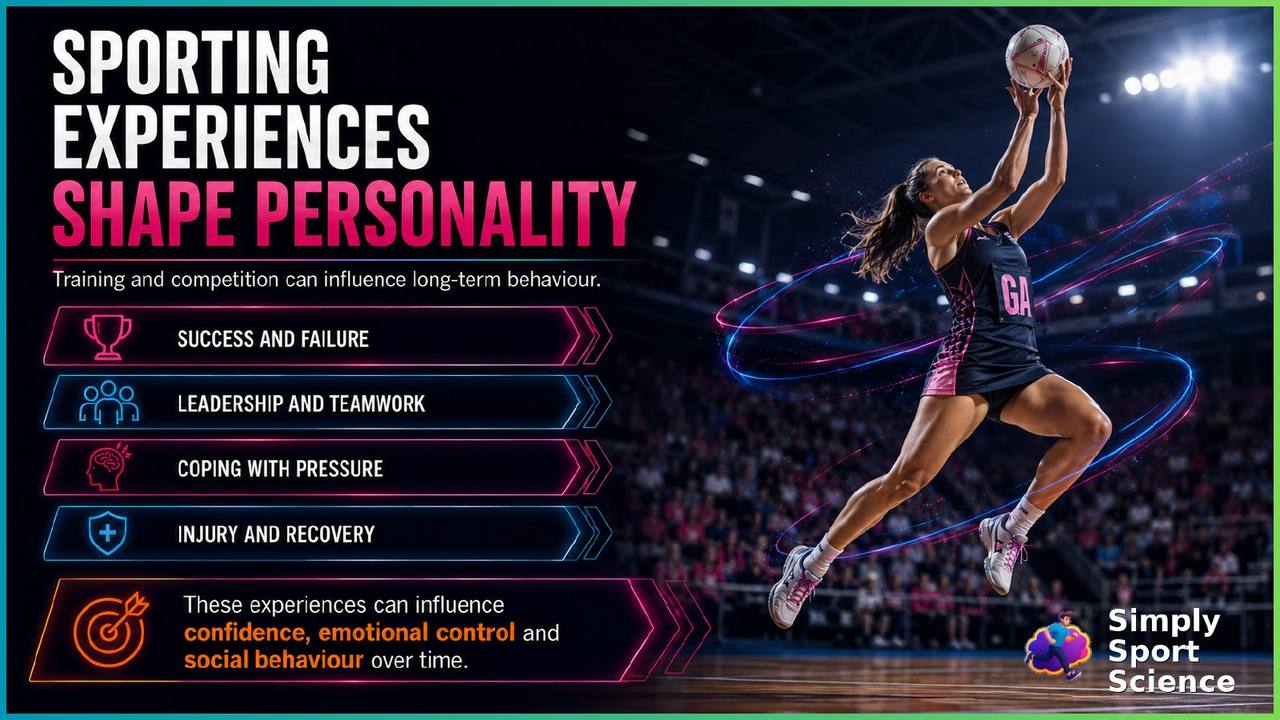 SPORTING
EXPERIENCES
SHAPE PERSONALITY
Training and competition can influence long-term behaviour.
SUCCESS AND FAILURE
LEADERSHIP AND TEAMWORK
COPING WITH PRESSURE
INJURY AND RECOVERY
These experiences can influence
confidence, emotional control and
social behaviour over time.
GA
Simply
Sport
Science